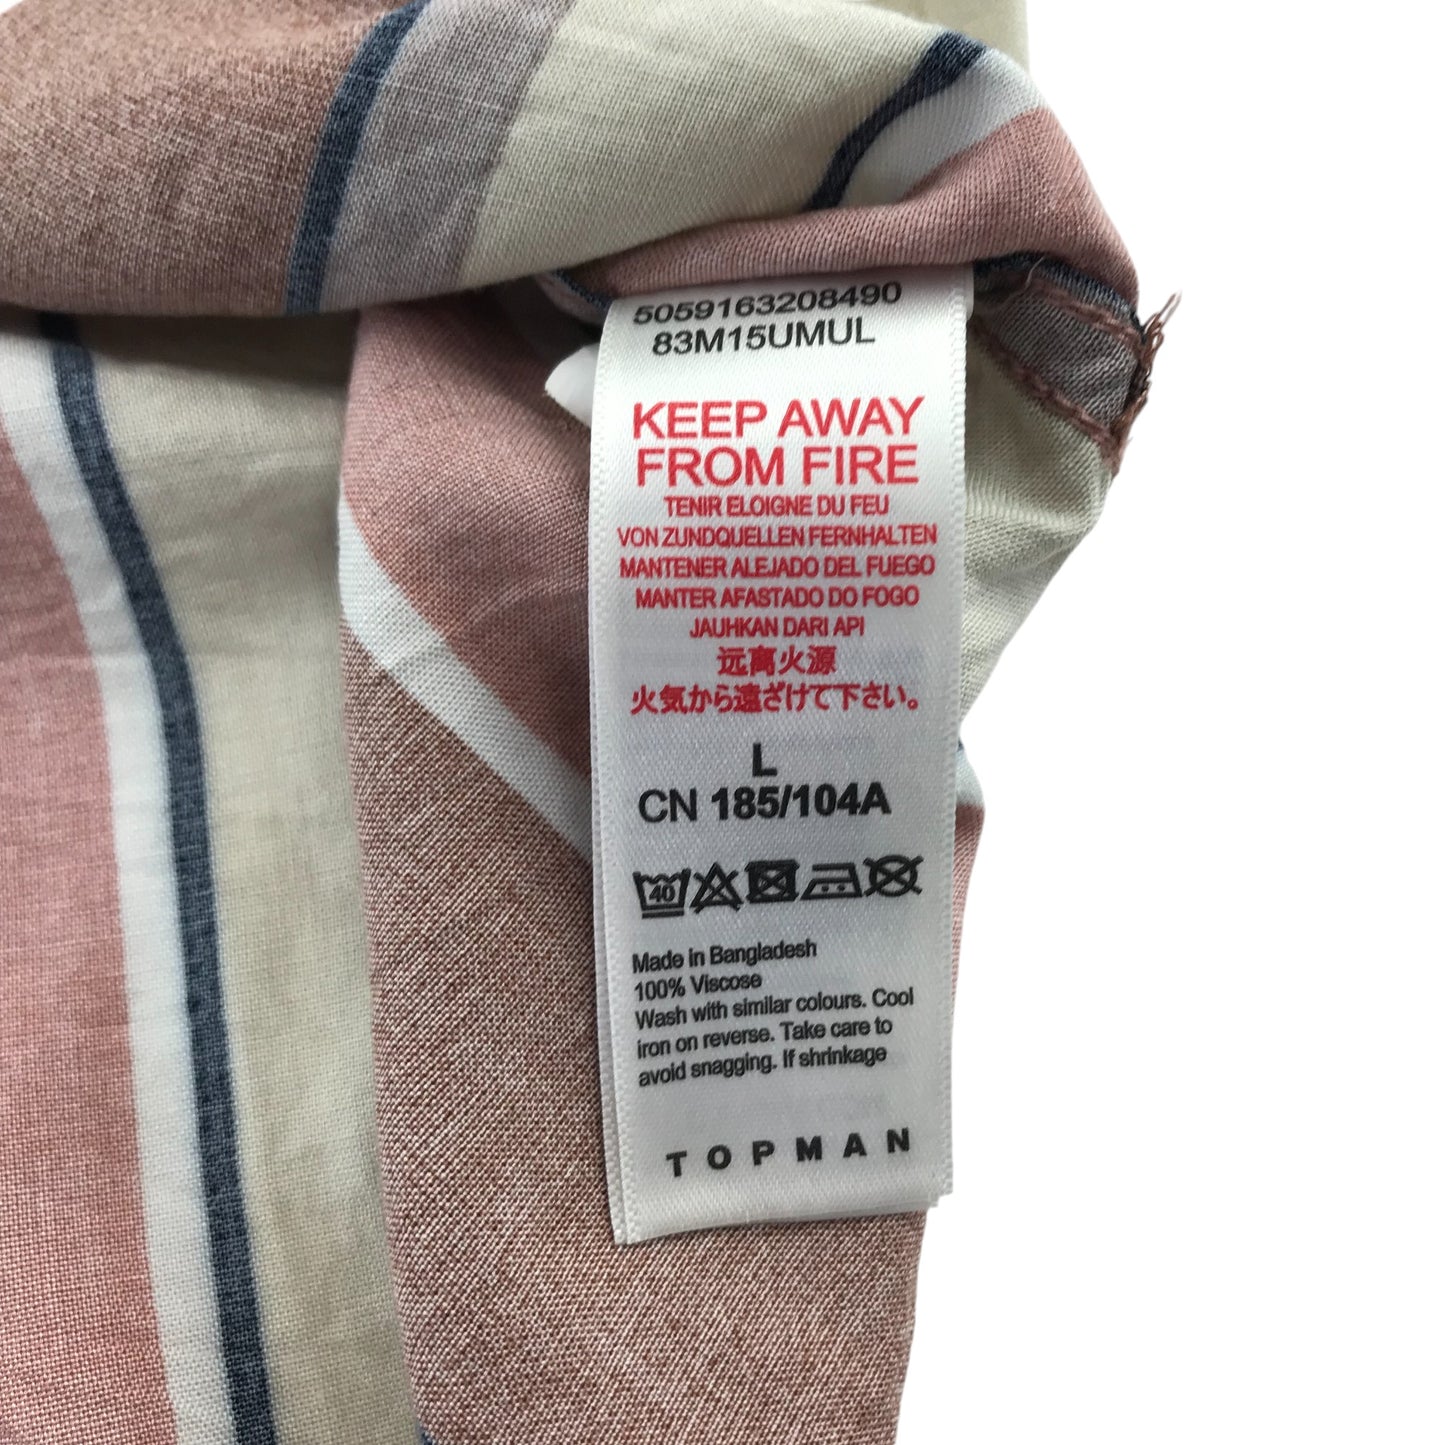 5059163208490
83M15UMUL
KEEP AWAY
FROM FIRE
TENIR ELOIGNE DU FEU
VON ZUNDQUELLEN FERNHALTEN
MANTENER ALEJADO DEL FUEGO
MANTER AFASTADO DO FOGO
JAUHKAN DARI API
远离火源
火気から遠ざけて下さい。
L
CN 185/104A
40
Made in Bangladesh
100% Viscose
Wash with similar colours. Cool
iron on reverse. Take care to
avoid snagging. If shrinkage
TOPMAN